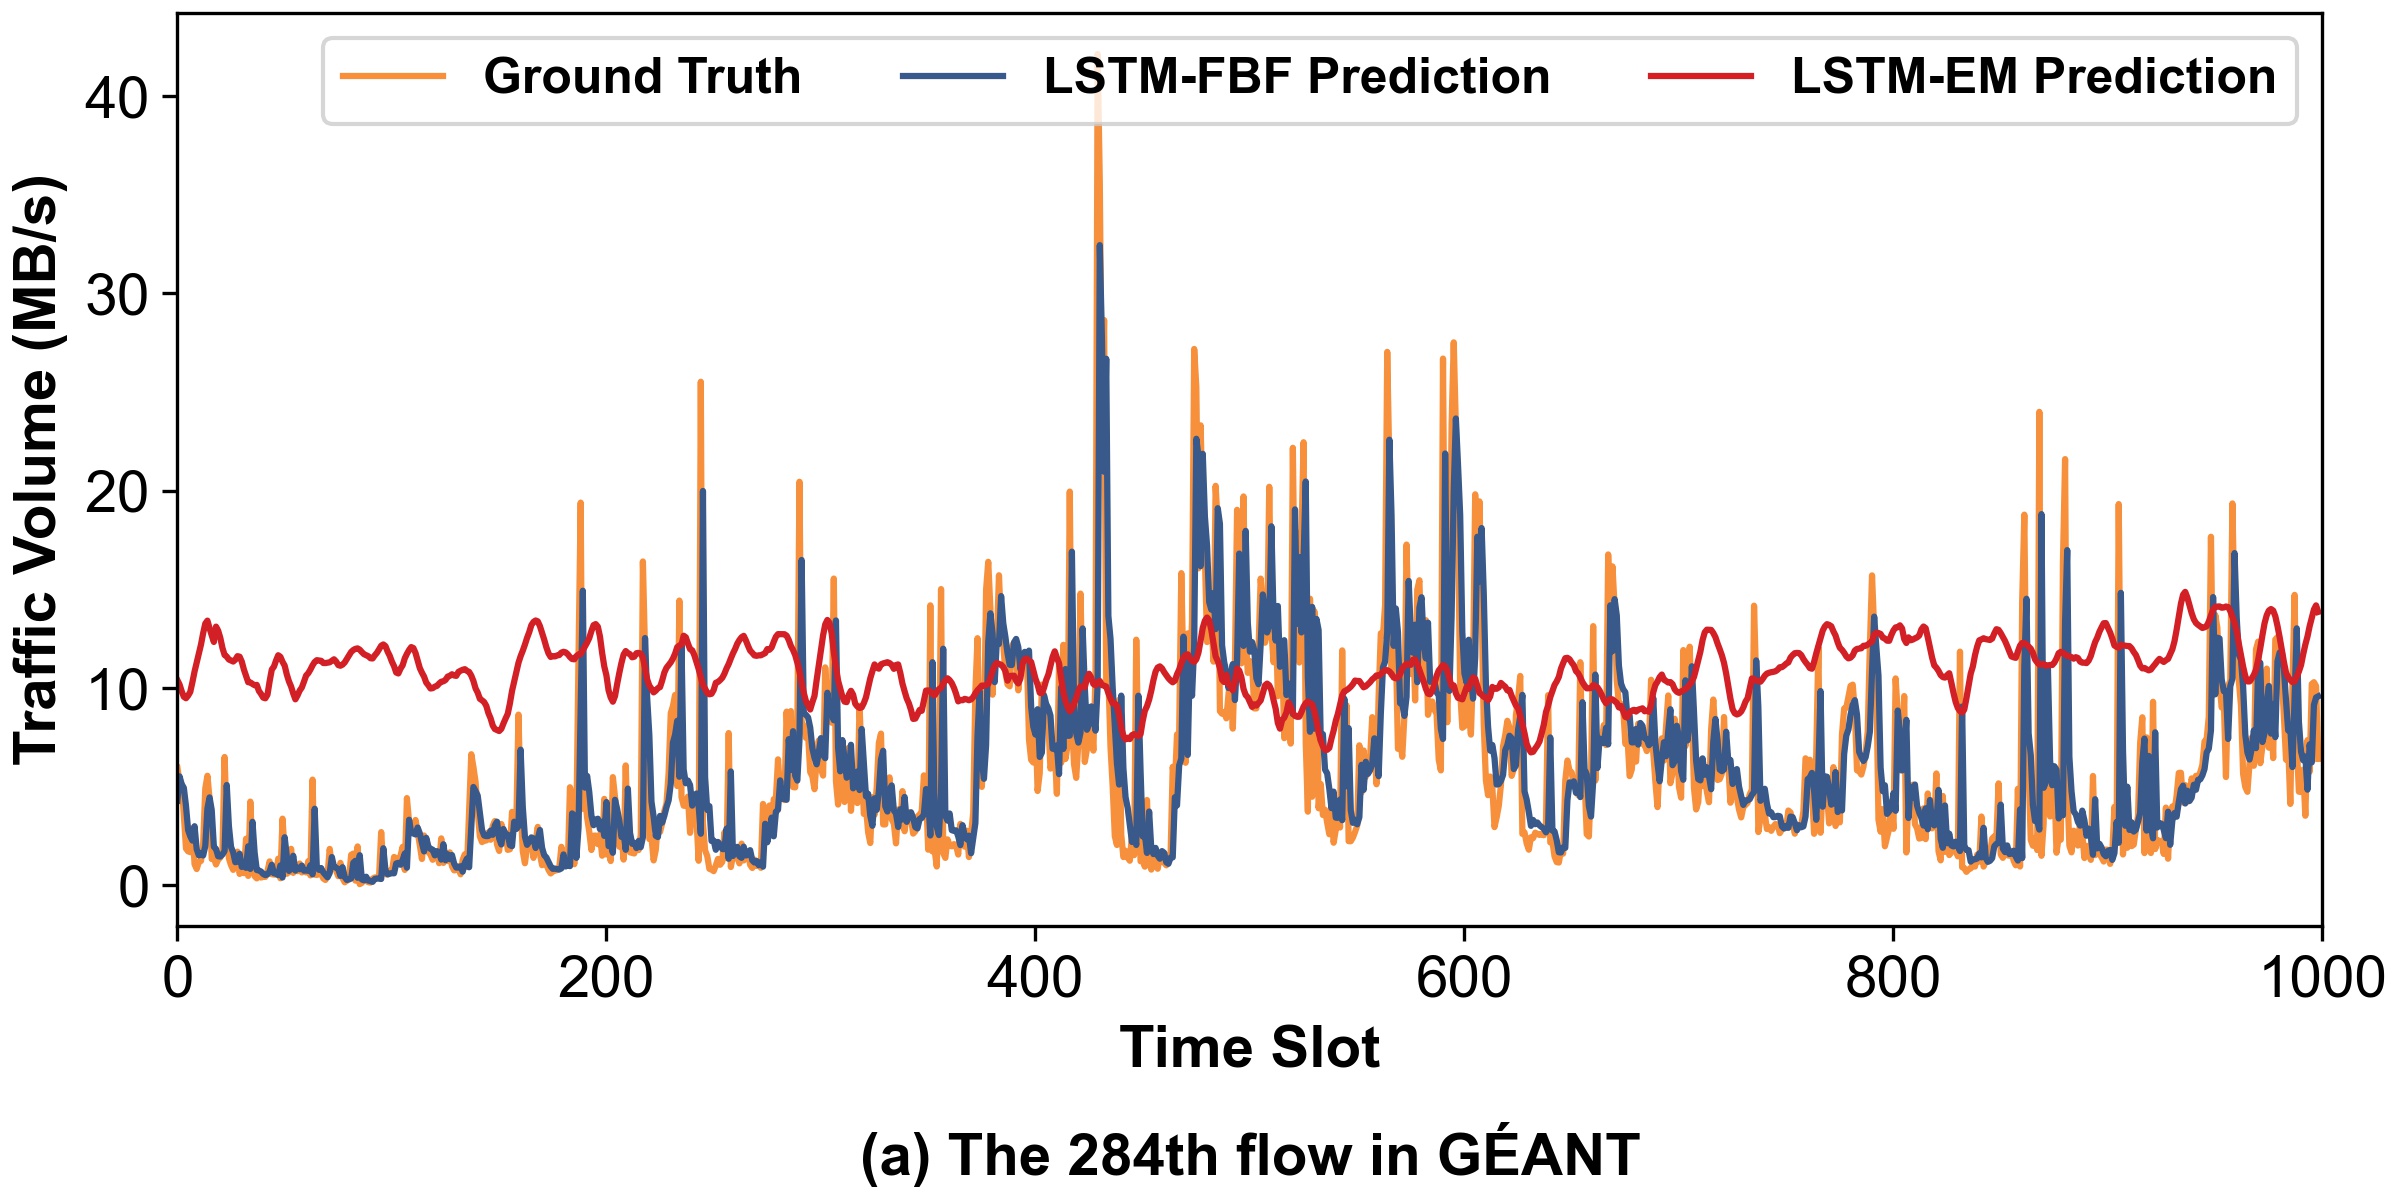 Ground Truth LSTM-FBF Prediction LSTM-EM Prediction
Traffic Volume (MB/s)
40
30
20
10
0
0 200 400 600 800 1000
Time Slot
(a) The 284th flow in GÉANT